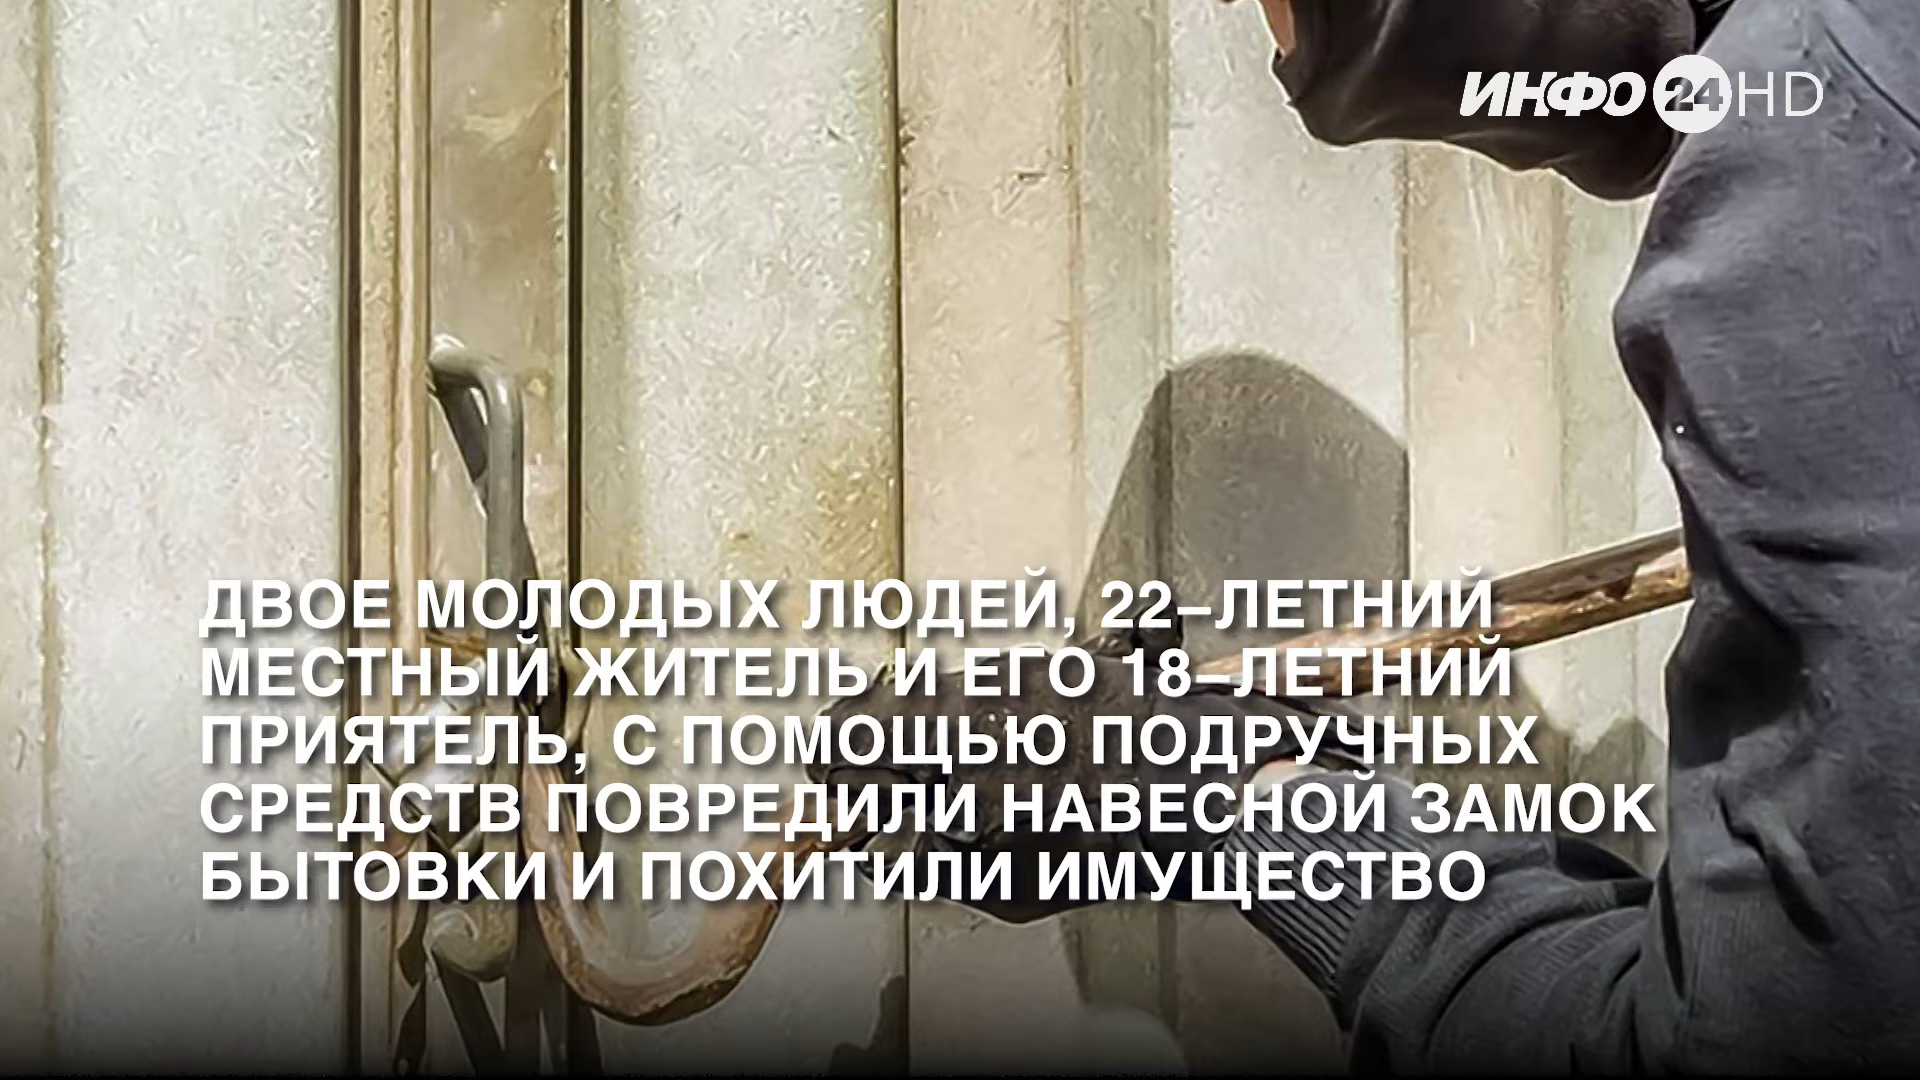 ИНФО 24 HD
ДВОЕ МОЛОДЫХ ЛЮДЕЙ, 22–ЛЕТНИЙ
МЕСТНЫЙ ЖИТЕЛЬ И ЕГО 18–ЛЕТНИЙ
ПРИЯТЕЛЬ, С ПОМОЩЬЮ ПОДРУЧНЫХ
СРЕДСТВ ПОВРЕДИЛИ НАВЕСНОЙ ЗАМОК
БЫТОВКИ И ПОХИТИЛИ ИМУЩЕСТВО